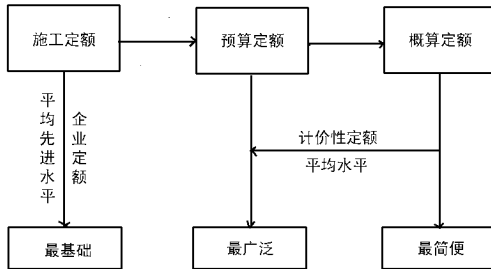 施工定额
预算定额
概算定额
平均先进水平
企业定额
计价性定额
平均水平
最基础
最广泛
最简便